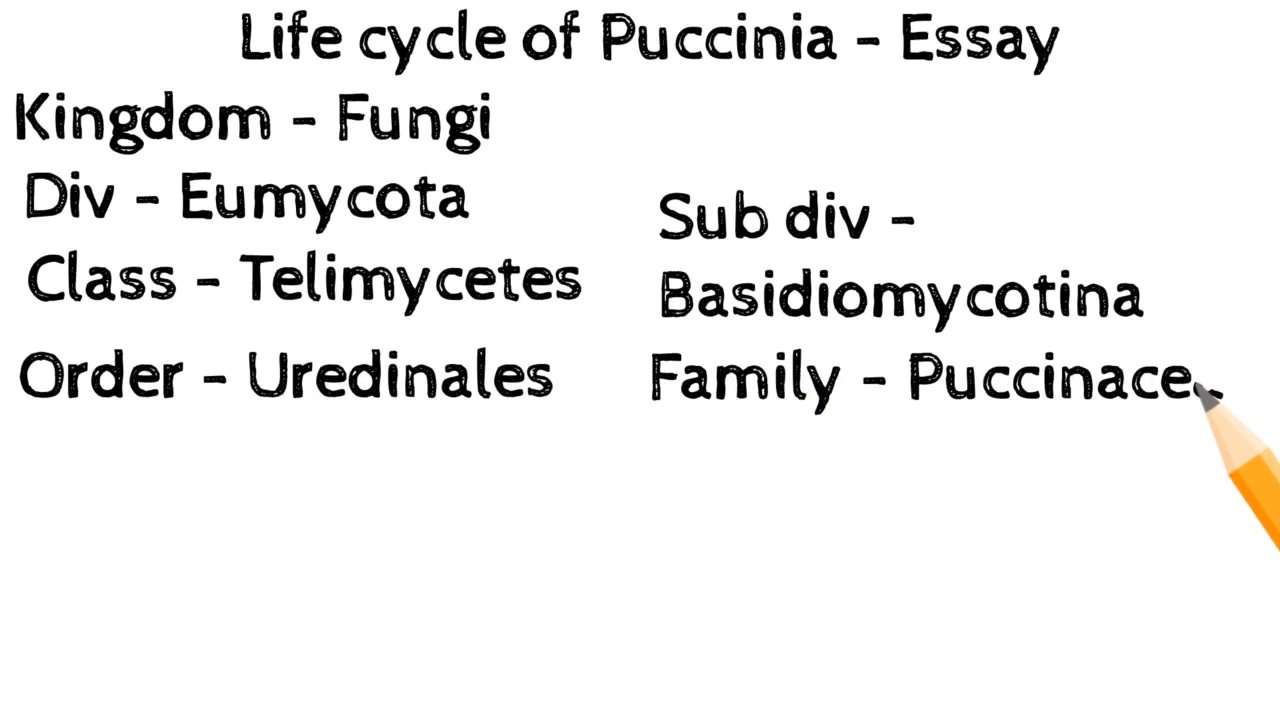 Life cycle of Puccinia - Essay
Kingdom - Fungi
Div - Eumycota
Sub div -
Basidiomycotina
Class - Telimycetes
Order - Uredinales
Family - Puccinace